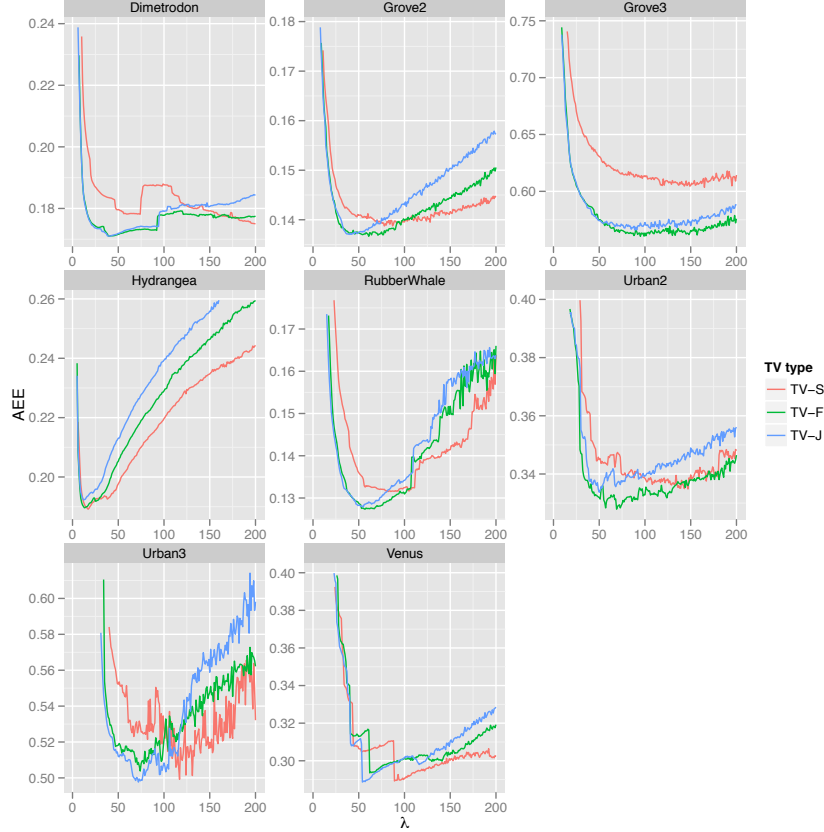 Dimetrodon
Grove2
Grove3
0.24
0.22
0.20
0.18
0.18
0.17
0.16
0.15
0.14
0.75
0.70
0.65
0.60
0 50 100 150 200
0 50 100 150 200
0 50 100 150 200
Hydrangea
RubberWhale
Urban2
0.26
0.24
0.22
0.20
0.17
0.16
0.15
0.14
0.13
0.40
0.38
0.36
0.34
0 50 100 150 200
0 50 100 150 200
0 50 100 150 200
AEE
TV type
TV−S
TV−F
TV−J
Urban3
Venus
0.60
0.58
0.56
0.54
0.52
0.50
0.40
0.38
0.36
0.34
0.32
0.30
0 50 100 150 200
0 50 100 150 200
λ